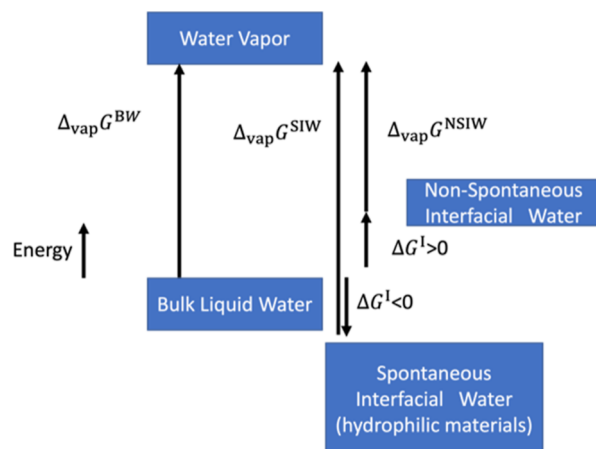 Water Vapor
Δ_vap G^BW
Δ_vap G^SIW
Δ_vap G^NSIW
Non-Spontaneous
Interfacial Water
Energy
ΔG^I>0
Bulk Liquid Water
ΔG^I<0
Spontaneous
Interfacial Water
(hydrophilic materials)